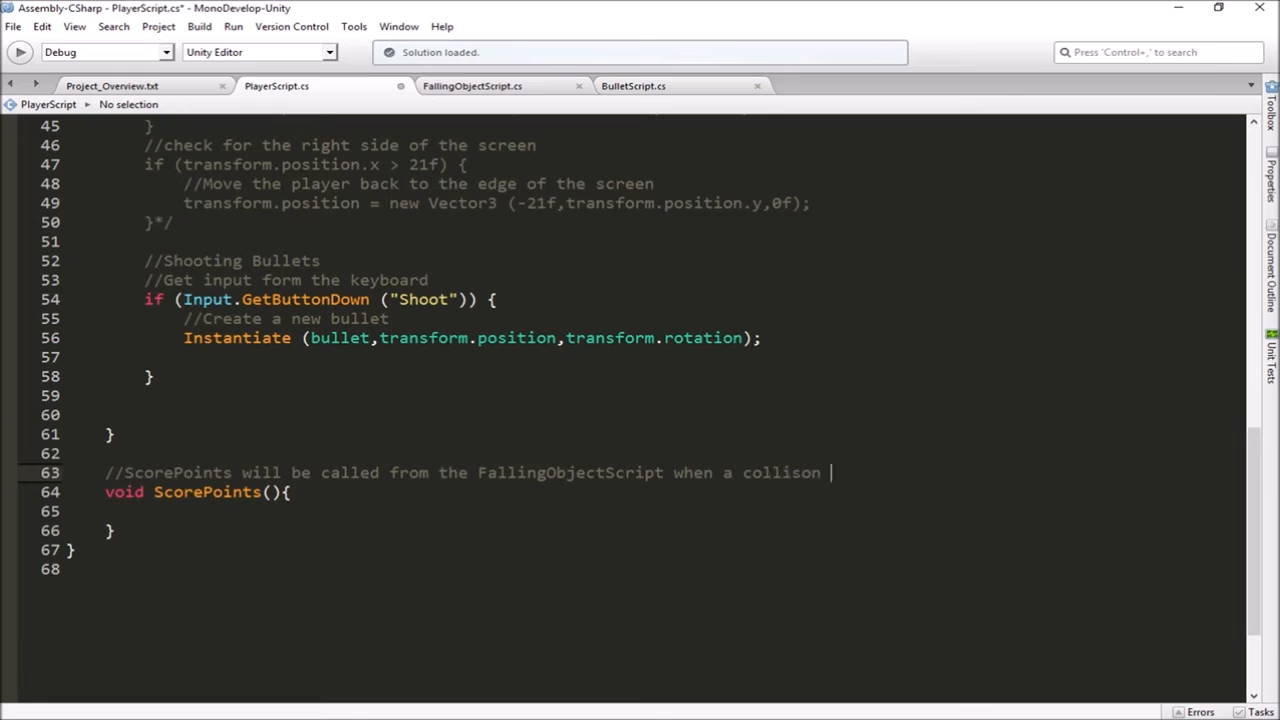 Assembly-CSharp - PlayerScript.cs* - MonoDevelop-Unity
File Edit View Search Project Build Run Version Control Tools Window Help
Debug Unity Editor Solution loaded. Press 'Control+,' to search
Project_Overview.txt PlayerScript.cs FallingObjectScript.cs BulletScript.cs
PlayerScript No selection
45 }
46 //check for the right side of the screen
47 if (transform.position.x > 21f) {
48 //Move the player back to the edge of the screen
49 transform.position = new Vector3 (-21f,transform.position.y,0f);
50 }*/
51
52 //Shooting Bullets
53 //Get input form the keyboard
54 if (Input.GetButtonDown ("Shoot")) {
55 //Create a new bullet
56 Instantiate (bullet,transform.position,transform.rotation);
57
58 }
59
60
61 }
62
63 //ScorePoints will be called from the FallingObjectScript when a collison
64 void ScorePoints(){
65
66 }
67 }
68
Toolbox
Properties
Document Outline
Unit Tests
Errors Tasks